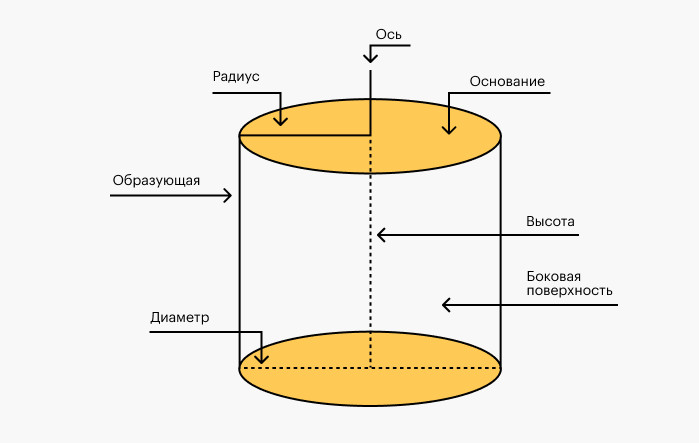 Ось
Радиус
Основание
Образующая
Высота
Боковая
поверхность
Диаметр